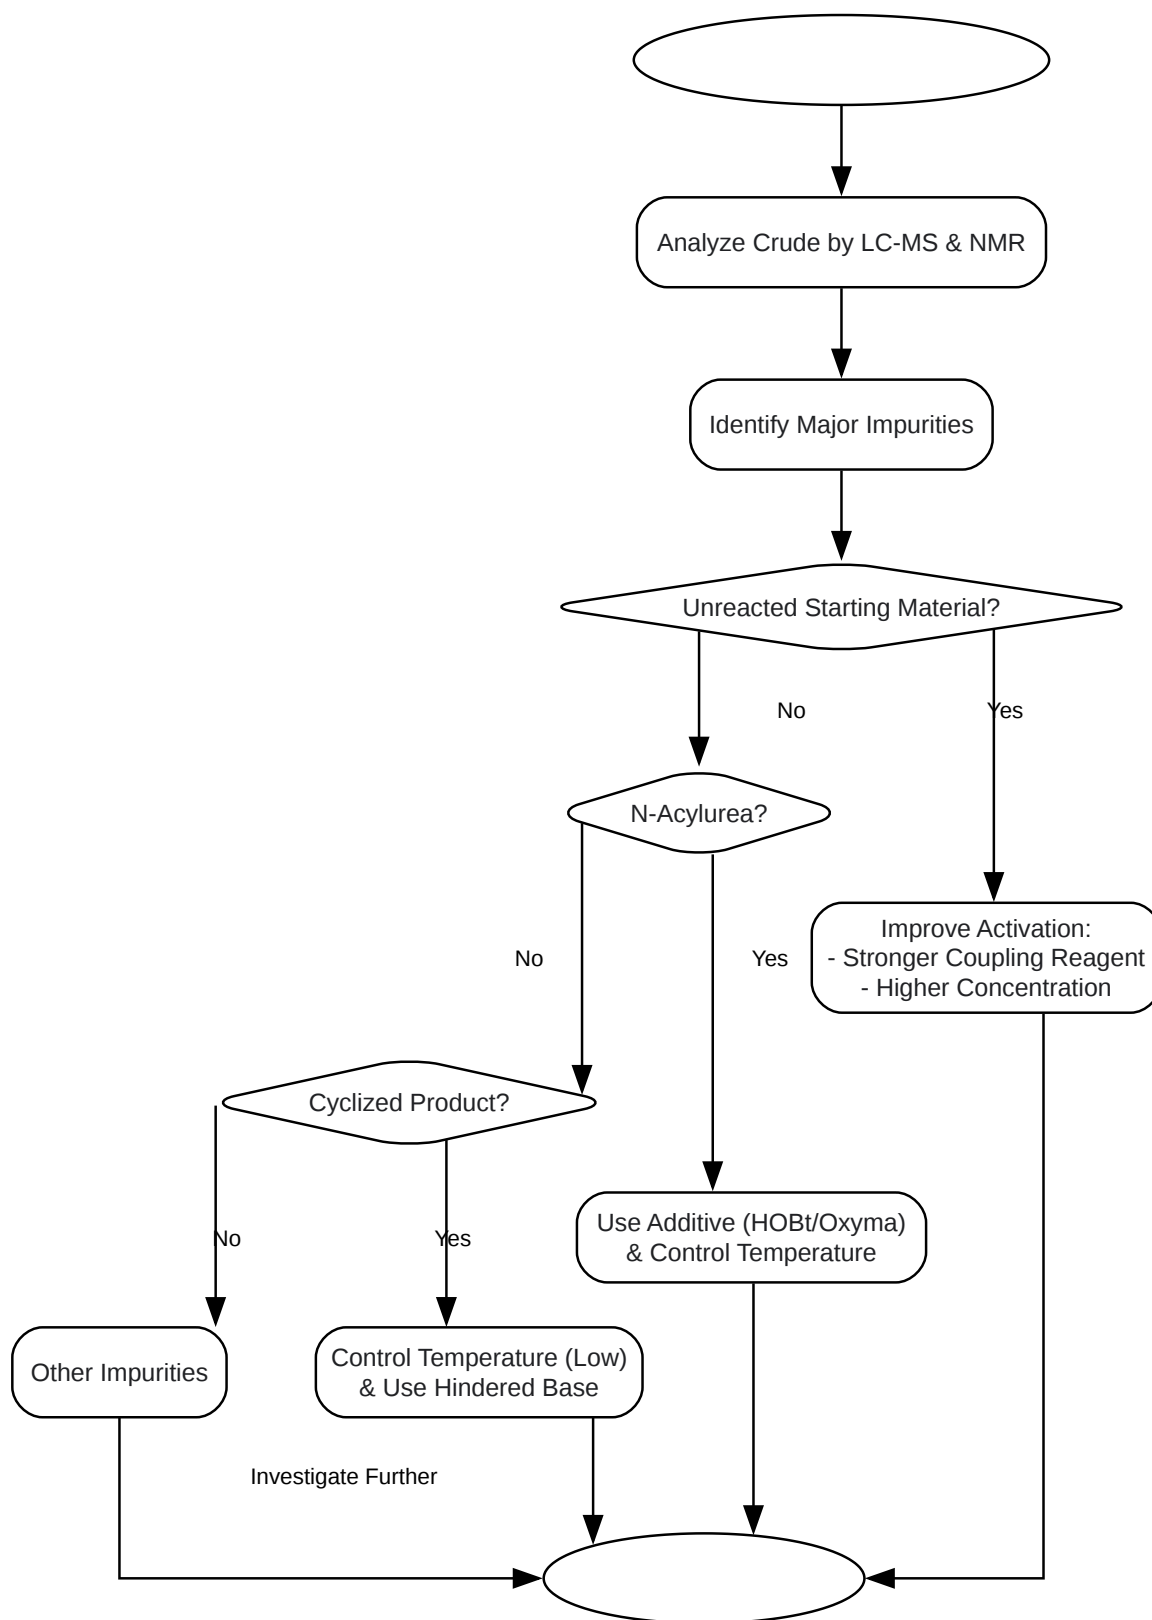 Analyze Crude by LC-MS & NMR
Identify Major Impurities
Unreacted Starting Material?
No
Yes
N-Acylurea?
Improve Activation:
- Stronger Coupling Reagent
- Higher Concentration
No
Yes
Cyclized Product?
Use Additive (HOBt/Oxyma)
& Control Temperature
No
Yes
Other Impurities
Control Temperature (Low)
& Use Hindered Base
Investigate Further